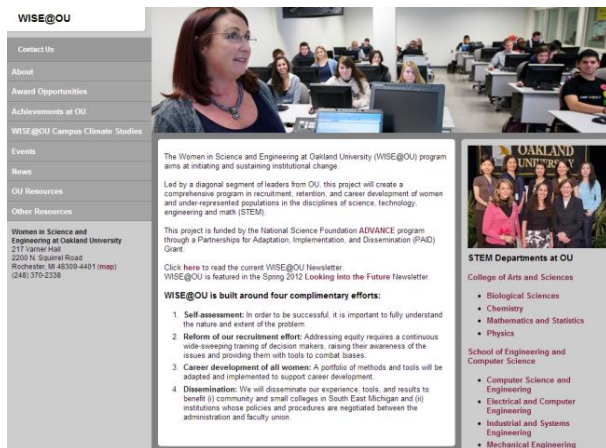 WISE@OU
Contact Us
About
Award Opportunities
Achievements at OU
WISE@OU Campus Climate Studies
Events
News
OU Resources
Other Resources
Women in Science and
Engineering at Oakland University
217 Varner Hall
2200 N. Squirrel Road
Rochester, MI 48309-4401 (map)
(248) 370-2338
The Women in Science and Engineering at Oakland University (WISE@OU) program
aims at initiating and sustaining institutional change.
Led by a diagonal segment of leaders from OU, this project will create a
comprehensive program in recruitment, retention, and career development of women
and under-represented populations in the disciplines of science, technology,
engineering and math (STEM).
This project is funded by the National Science Foundation ADVANCE program
through a Partnerships for Adaptation, Implementation, and Dissemination (PAID)
Grant.
Click here to read the current WISE@OU Newsletter.
WISE@OU is featured in the Spring 2012 Looking into the Future Newsletter.
WISE@OU is built around four complimentary efforts:
1. Self-assessment: In order to be successful, it is important to fully understand
the nature and extent of the problem.
2. Reform of our recruitment effort: Addressing equity requires a continuous
wide-sweeping training of decision makers, raising their awareness of the
issues and providing them with tools to combat biases.
3. Career development of all women: A portfolio of methods and tools will be
adapted and implemented to support career development.
4. Dissemination: We will disseminate our experience, tools, and results to
benefit (i) community and small colleges in South East Michigan and (ii)
institutions whose policies and procedures are negotiated between the
administration and faculty union.
OAKLAND
UNIVERSITY
STEM Departments at OU
College of Arts and Sciences
• Biological Sciences
• Chemistry
• Mathematics and Statistics
• Physics
School of Engineering and
Computer Science
• Computer Science and
Engineering
• Electrical and Computer
Engineering
• Industrial and Systems
Engineering
• Mechanical Engineering